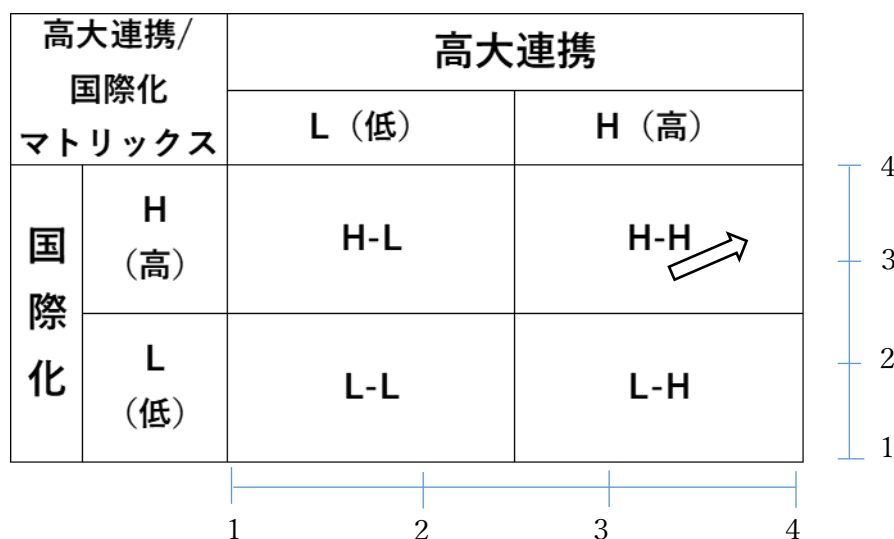 高大連携/
国際化
マトリックス
高大連携
L（低）
H（高）
国際化
H
（高）
H-L
H-H
L
（低）
L-L
L-H
4
3
2
1
1
2
3
4